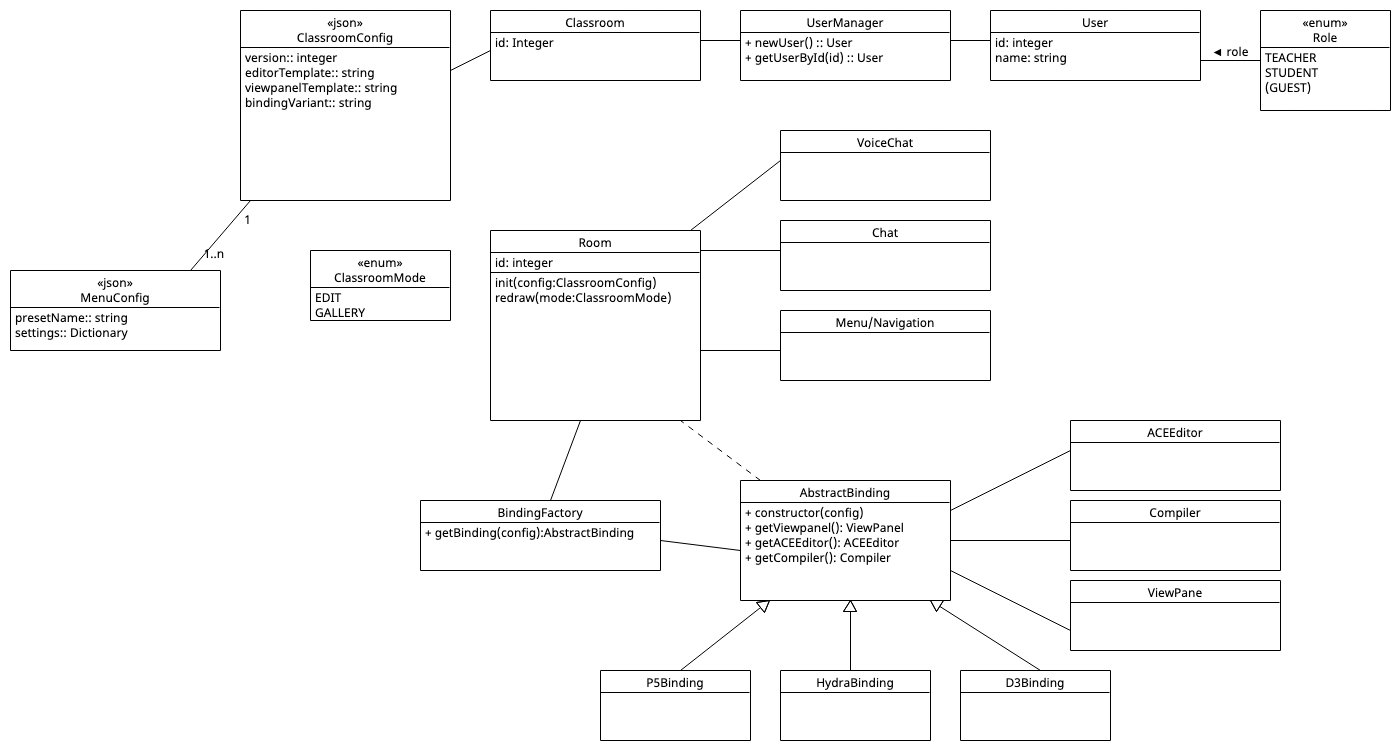 «json»
ClassroomConfig
version:: integer
editorTemplate:: string
viewpanelTemplate:: string
bindingVariant:: string
Classroom
id: Integer
UserManager
+ newUser() :: User
+ getUserById(id) :: User
User
id: integer
name: string
◄ role
«enum»
Role
TEACHER
STUDENT
(GUEST)
1
1..n
«json»
MenuConfig
presetName:: string
settings:: Dictionary
«enum»
ClassroomMode
EDIT
GALLERY
Room
id: integer
init(config:ClassroomConfig)
redraw(mode:ClassroomMode)
VoiceChat
Chat
Menu/Navigation
BindingFactory
+ getBinding(config):AbstractBinding
AbstractBinding
+ constructor(config)
+ getViewpanel(): ViewPanel
+ getACEEditor(): ACEEditor
+ getCompiler(): Compiler
ACEEditor
Compiler
ViewPane
P5Binding
HydraBinding
D3Binding